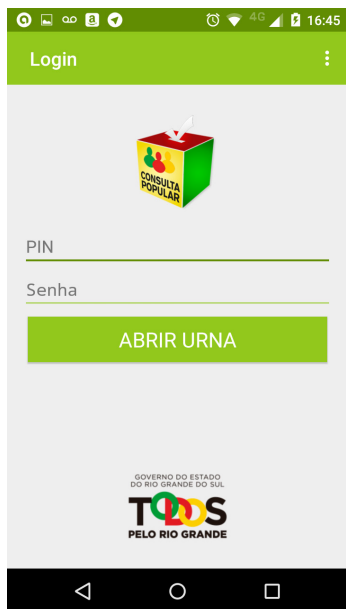 4G 16:45
Login
CONSULTA
POPULAR
PIN
Senha
ABRIR URNA
GOVERNO DO ESTADO
DO RIO GRANDE DO SUL
TODOS
PELO RIO GRANDE